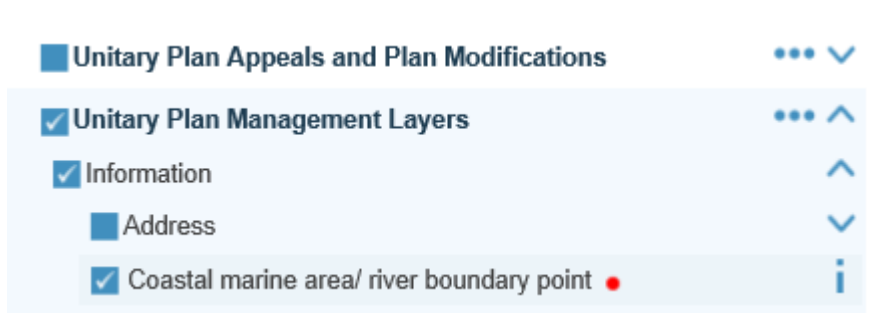 Unitary Plan Appeals and Plan Modifications
Unitary Plan Management Layers
Information
Address
Coastal marine area/ river boundary point